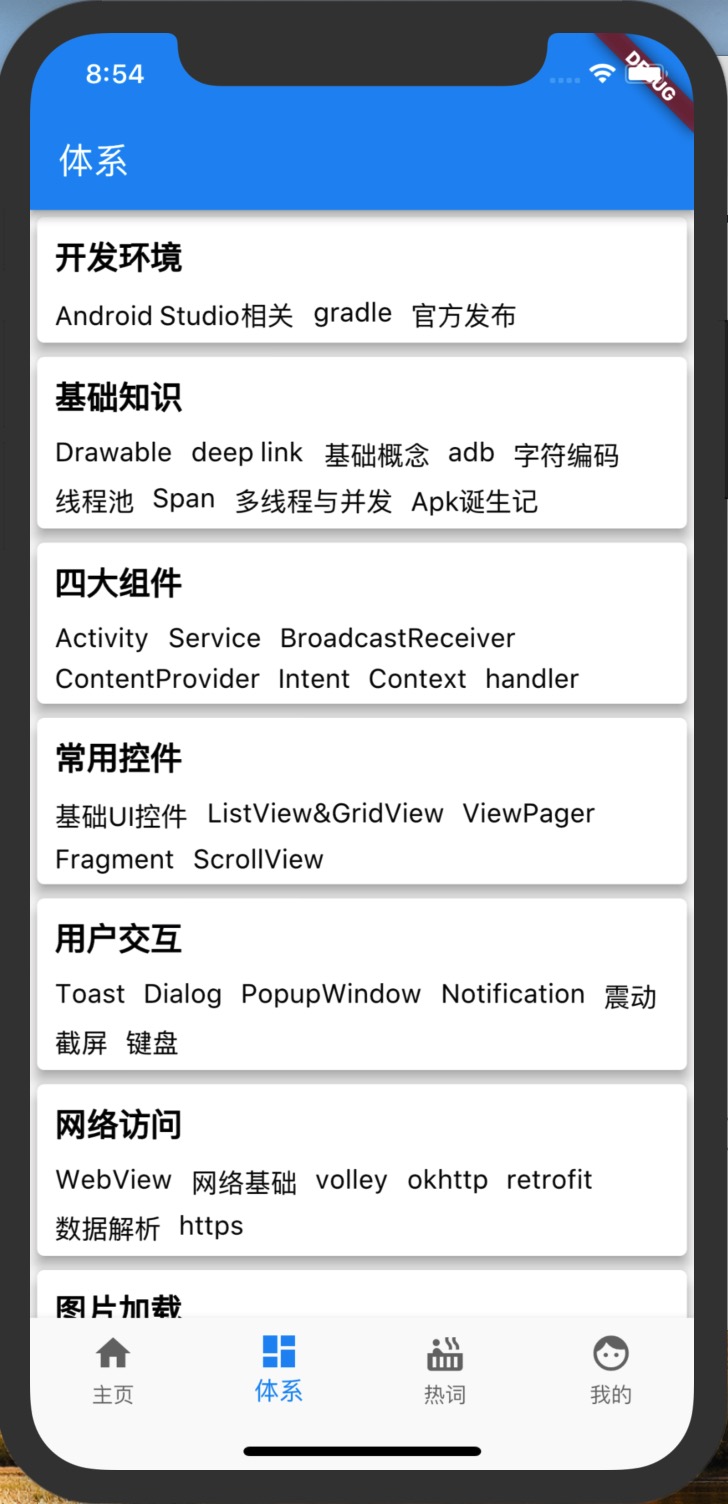 8:54
DEBUG
体系
开发环境
Android Studio相关 gradle 官方发布
基础知识
Drawable deep link 基础概念 adb 字符编码
线程池 Span 多线程与并发 Apk诞生记
四大组件
Activity Service BroadcastReceiver
ContentProvider Intent Context handler
常用控件
基础UI控件 ListView&GridView ViewPager
Fragment ScrollView
用户交互
Toast Dialog PopupWindow Notification 震动
截屏 键盘
网络访问
WebView 网络基础 volley okhttp retrofit
数据解析 https
图片加载
主页 体系 热词 我的